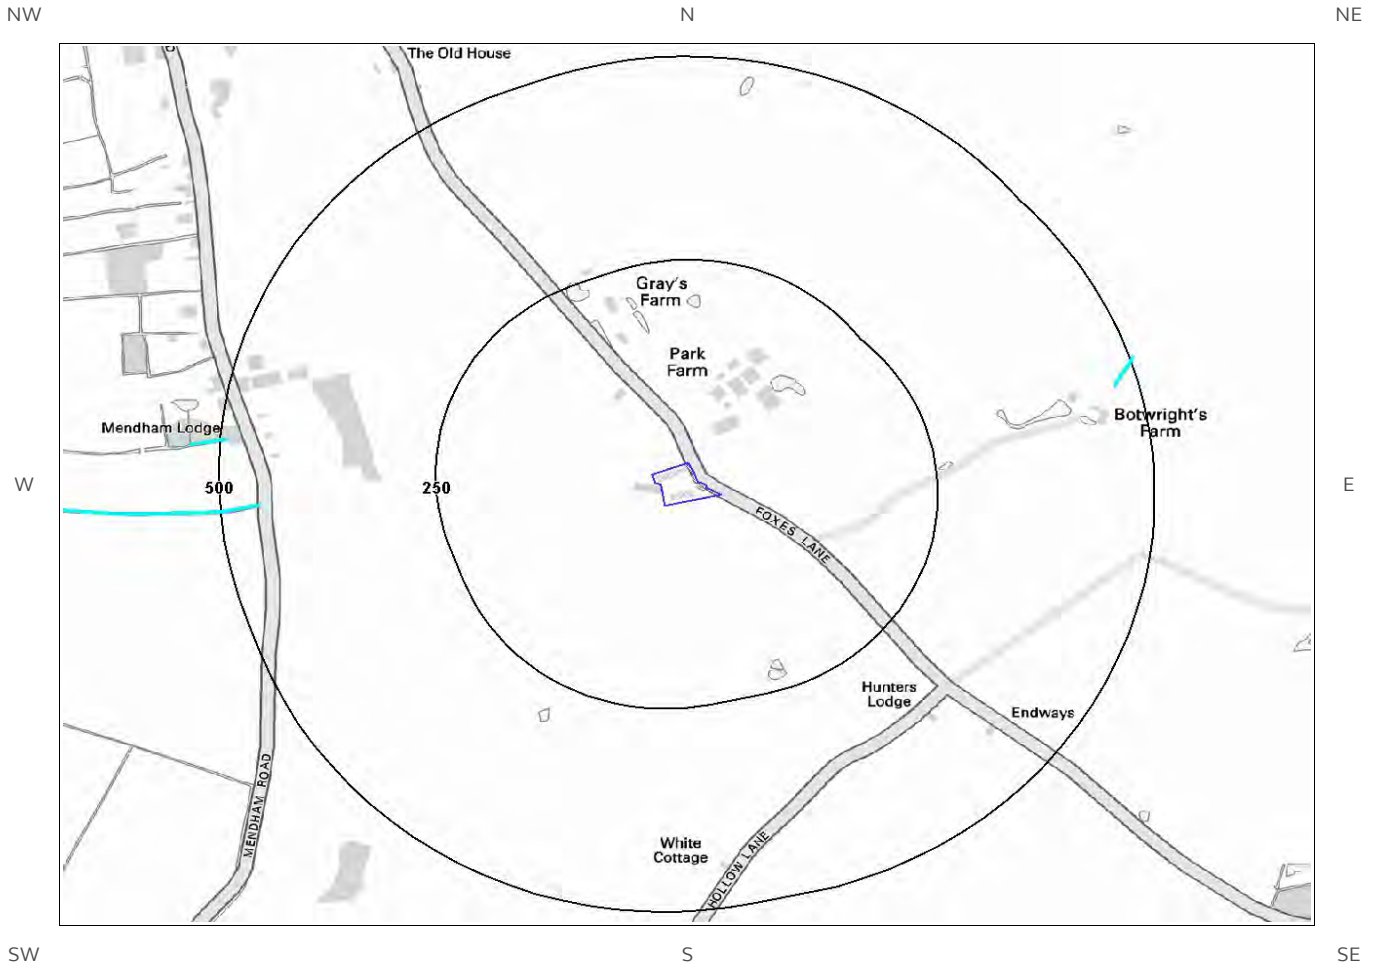 NW
N
NE
The Old House
Gray's
Farm
Park
Farm
Botwright's
Farm
Mendham Lodge
W
500
250
E
FOXES LANE
Hunters
Lodge
Endways
MENDHAM ROAD
White
Cottage
HOLLOW LANE
SW
S
SE